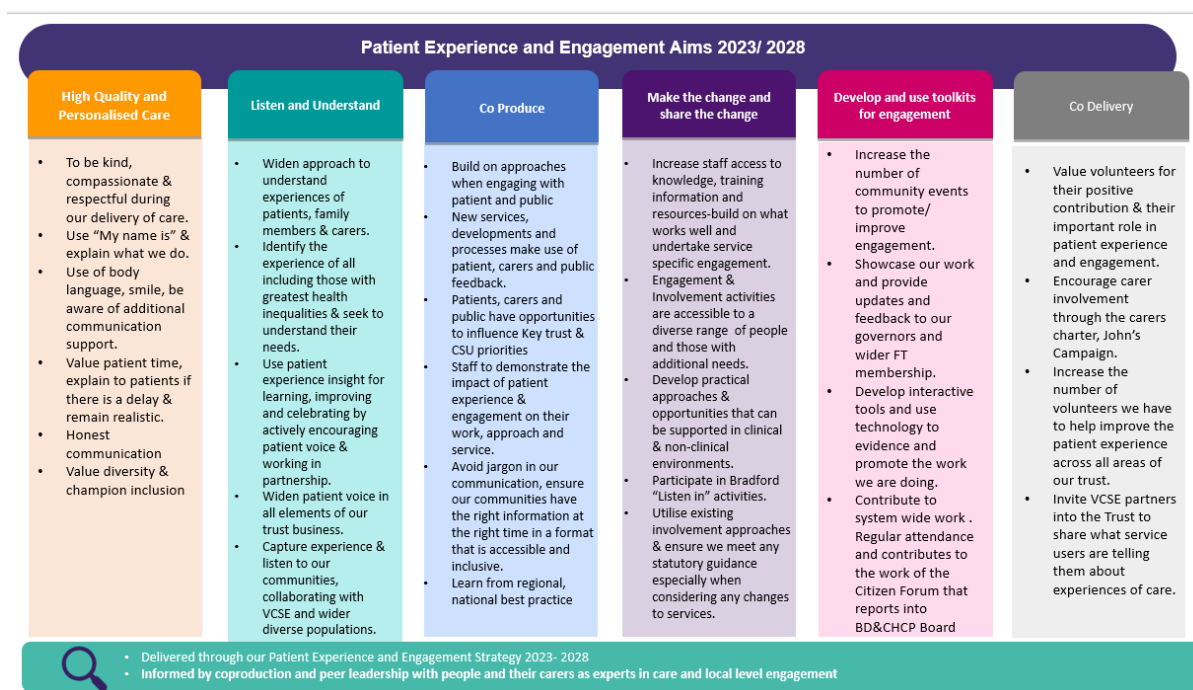 Patient Experience and Engagement Aims 2023/ 2028
High Quality and
Personalised Care
• To be kind,
compassionate &
respectful during
our delivery of care.
• Use “My name is” &
explain what we do.
• Use of body
language, smile, be
aware of additional
communication
support.
• Value patient time,
explain to patients if
there is a delay &
remain realistic.
• Honest
communication
• Value diversity &
champion inclusion
Listen and Understand
• Widen approach to
understand
experiences of
patients, family
members & carers.
• Identify the
experience of all
including those with
greatest health
inequalities & seek to
understand their
needs.
• Use patient
experience insight for
learning, improving
and celebrating by
actively encouraging
patient voice &
working in
partnership.
• Widen patient voice in
all elements of our
trust business.
• Capture experience &
listen to our
communities,
collaborating with
VCSE and wider
diverse populations.
Co Produce
• Build on approaches
when engaging with
patient and public
• New services,
developments and
processes make use of
patient, carers and public
feedback.
• Patients, carers and
public have opportunities
to influence Key trust &
CSU priorities
• Staff to demonstrate the
impact of patient
experience &
engagement on their
work, approach and
service.
• Avoid jargon in our
communication, ensure
our communities have
the right information at
the right time in a format
that is accessible and
inclusive.
• Learn from regional,
national best practice
Make the change and
share the change
• Increase staff access to
knowledge, training
information and
resources-build on what
works well and
undertake service
specific engagement.
• Engagement &
Involvement activities
are accessible to a
diverse range of people
and those with
additional needs.
• Develop practical
approaches &
opportunities that can
be supported in clinical
& non-clinical
environments.
• Participate in Bradford
“Listen in” activities.
• Utilise existing
involvement approaches
& ensure we meet any
statutory guidance
especially when
considering any changes
to services.
Develop and use toolkits
for engagement
• Increase the
number of
community events
to promote/
improve
engagement.
• Showcase our work
and provide
updates and
feedback to our
governors and
wider FT
membership.
• Develop interactive
tools and use
technology to
evidence and
promote the work
we are doing.
• Contribute to
system wide work .
Regular attendance
and contributes to
the work of the
Citizen Forum that
reports into
BD&CHCP Board
Co Delivery
• Value volunteers for
their positive
contribution & their
important role in
patient experience
and engagement.
• Encourage carer
involvement
through the carers
charter, John’s
Campaign.
• Increase the
number of
volunteers we have
to help improve the
patient experience
across all areas of
our trust.
• Invite VCSE partners
into the Trust to
share what service
users are telling
them about
experiences of care.
• Delivered through our Patient Experience and Engagement Strategy 2023- 2028
• Informed by coproduction and peer leadership with people and their carers as experts in care and local level engagement